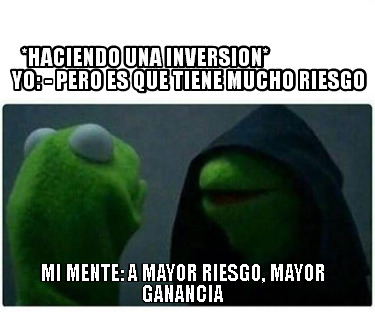 *HACIENDO UNA INVERSION*
YO: - PERO ES QUE TIENE MUCHO RIESGO
MI MENTE: A MAYOR RIESGO, MAYOR
GANANCIA